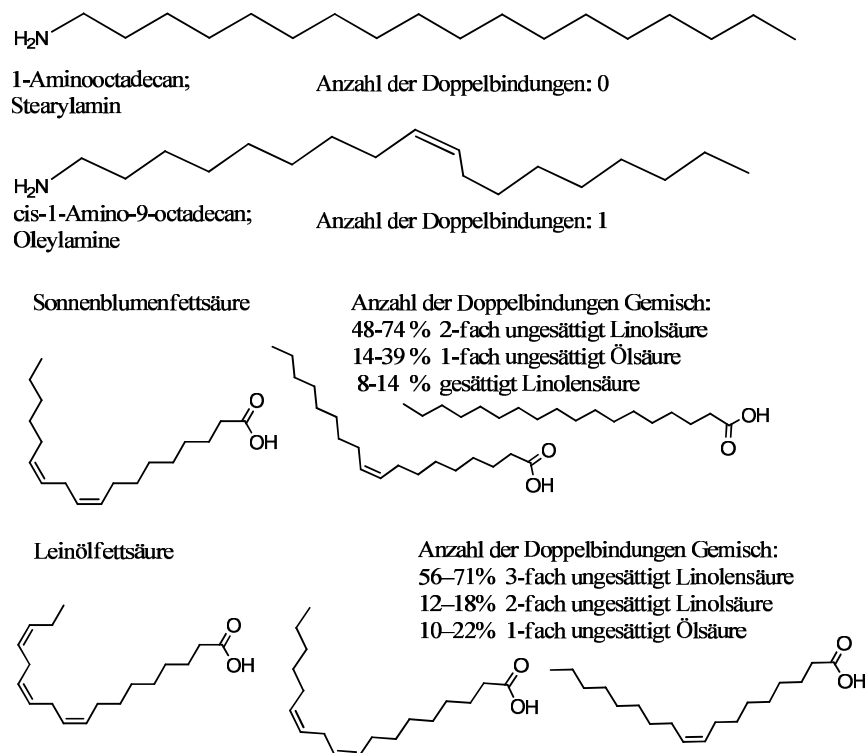 H₂N
1-Aminooctadecan;
Stearylamin
Anzahl der Doppelbindungen: 0
H₂N
cis-1-Amino-9-octadecan;
Oleylamine
Anzahl der Doppelbindungen: 1
Sonnenblumenfettsäure
Anzahl der Doppelbindungen Gemisch:
48-74 % 2-fach ungesättigt Linolsäure
14-39 % 1-fach ungesättigt Ölsäure
8-14 % gesättigt Linolensäure
O
OH
O
OH
OH
O
Leinölfettsäure
Anzahl der Doppelbindungen Gemisch:
56–71% 3-fach ungesättigt Linolensäure
12–18% 2-fach ungesättigt Linolsäure
10–22% 1-fach ungesättigt Ölsäure
O
OH
O
OH
O
OH